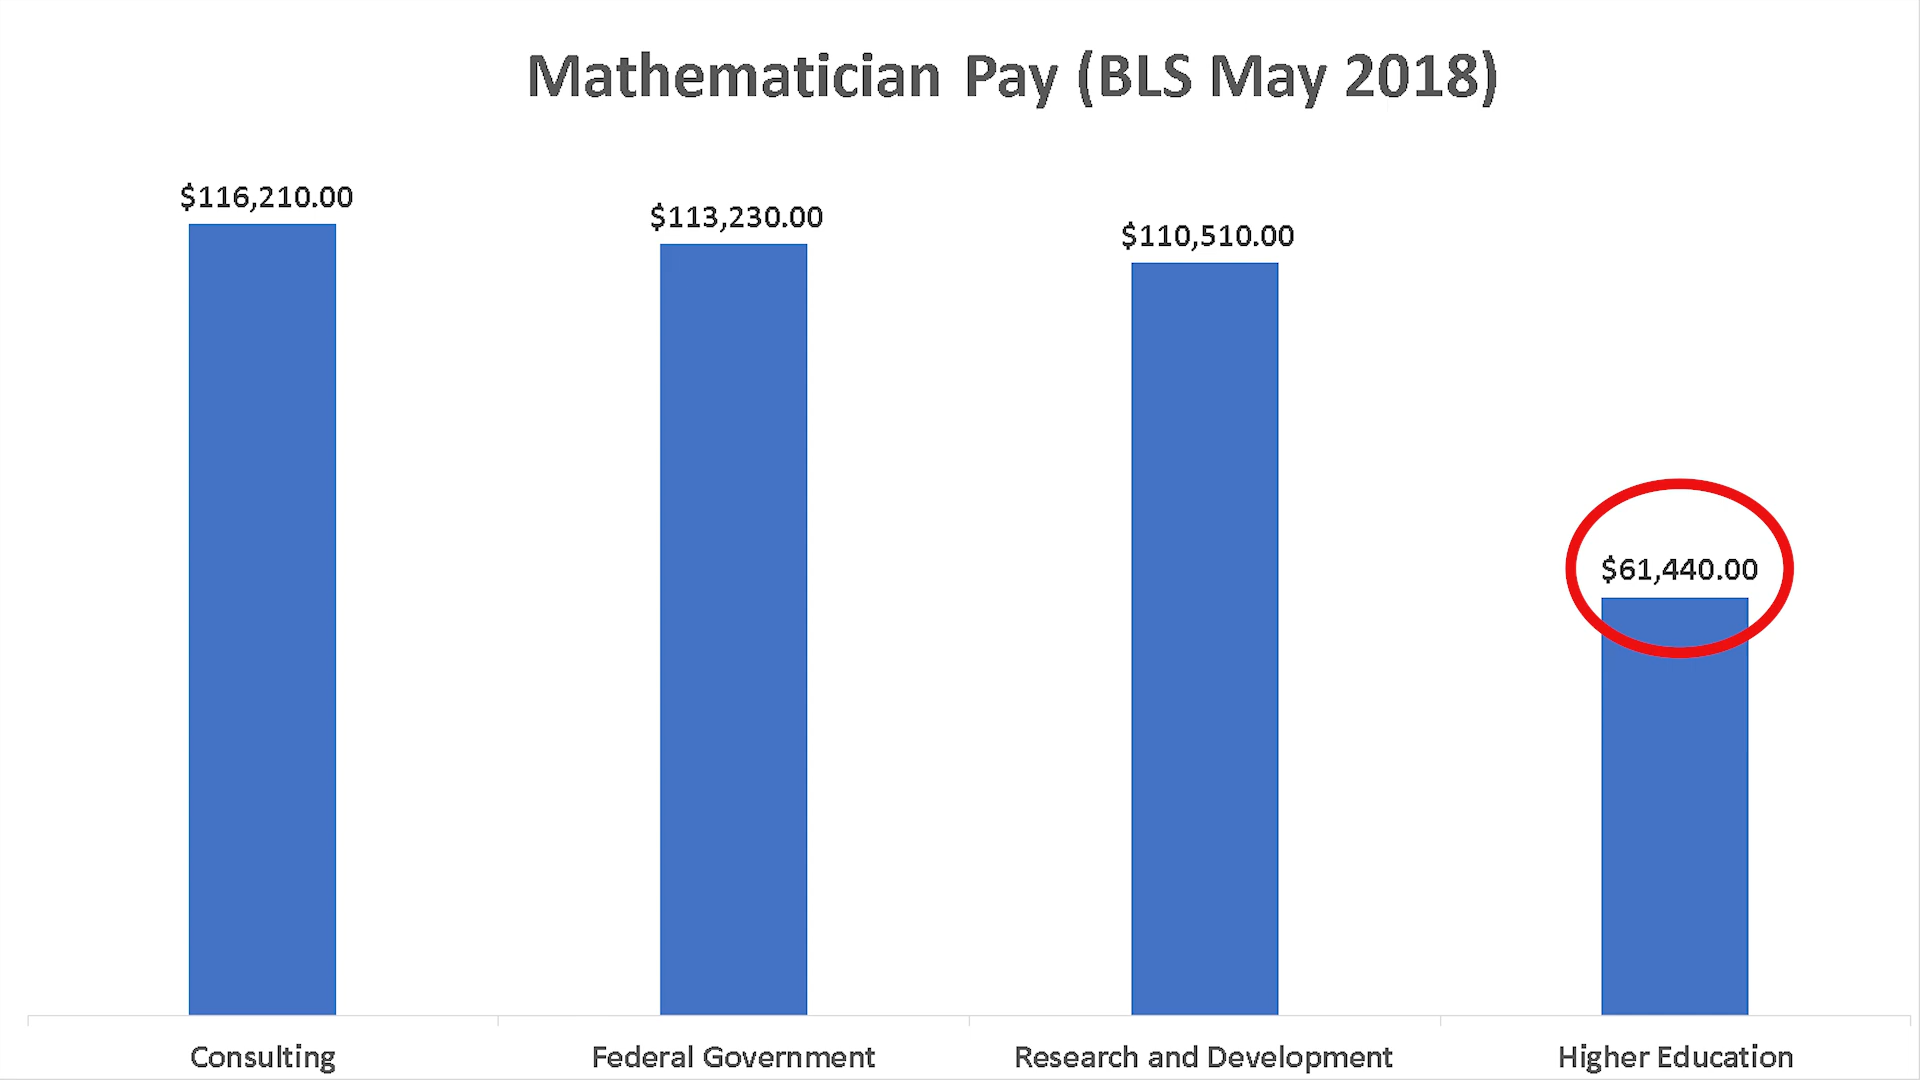 Mathematician Pay (BLS May 2018)
$116,210.00
$113,230.00
$110,510.00
$61,440.00
Consulting
Federal Government
Research and Development
Higher Education